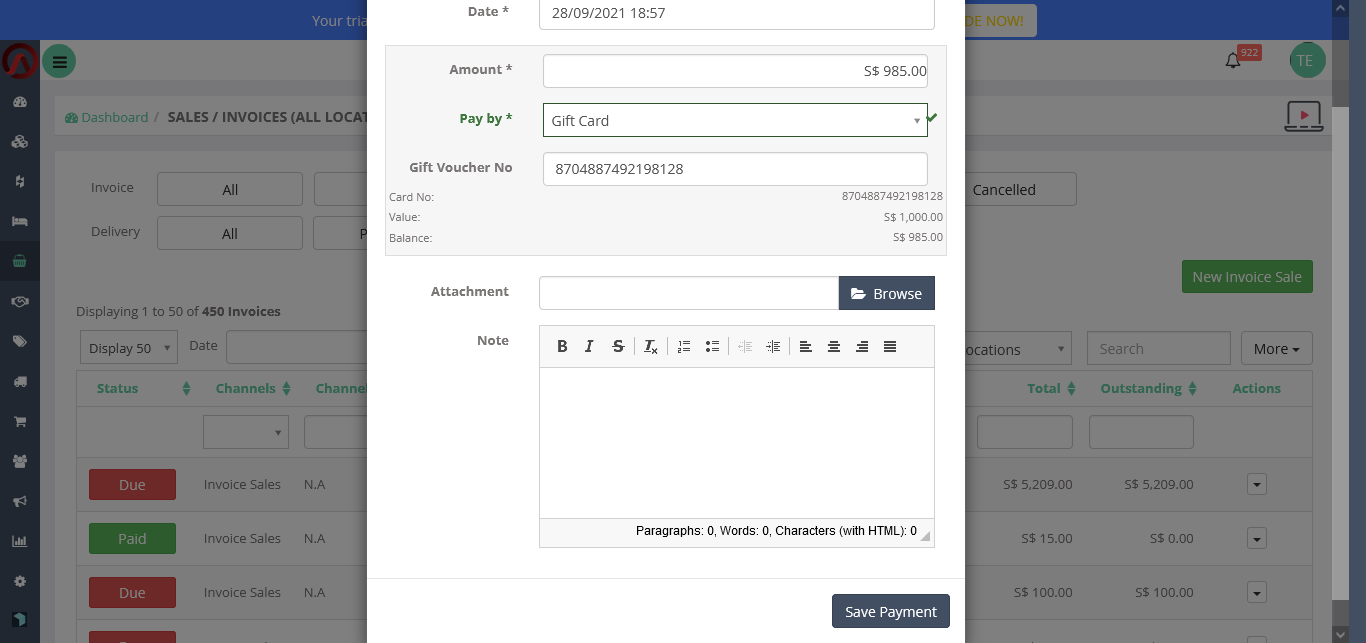 Your tria
DE NOW!
Date *
28/09/2021 18:57
922
TE
Amount *
S$ 985.00
Dashboard / SALES / INVOICES (ALL LOCAT
Pay by *
Gift Card
Gift Voucher No
8704887492198128
Card No:
8704887492198128
Value:
S$ 1,000.00
Balance:
S$ 985.00
Invoice
All
Cancelled
Delivery
All
P
New Invoice Sale
Attachment
Browse
Displaying 1 to 50 of 450 Invoices
Display 50
Date
ocations
Search
More
Note
B I S Tx
Status
Channels
Channel
Total
Outstanding
Actions
Due
Invoice Sales
N.A
S$ 5,209.00
S$ 5,209.00
Paid
Invoice Sales
N.A
S$ 15.00
S$ 0.00
Paragraphs: 0, Words: 0, Characters (with HTML): 0
Due
Invoice Sales
N.A
S$ 100.00
S$ 100.00
Save Payment